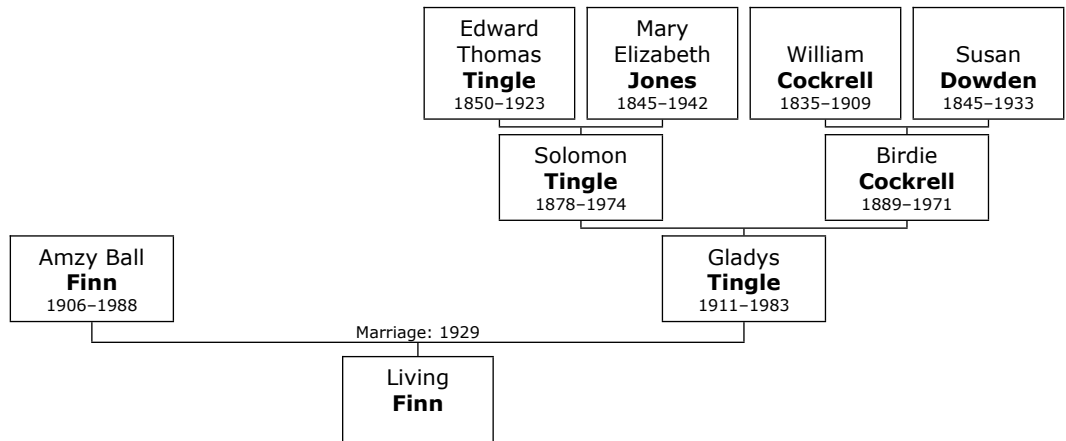 Edward
Thomas
Tingle
1850–1923
Mary
Elizabeth
Jones
1845–1942
William
Cockrell
1835–1909
Susan
Dowden
1845–1933
Solomon
Tingle
1878–1974
Birdie
Cockrell
1889–1971
Amzy Ball
Finn
1906–1988
Gladys
Tingle
1911–1983
Marriage: 1929
Living
Finn